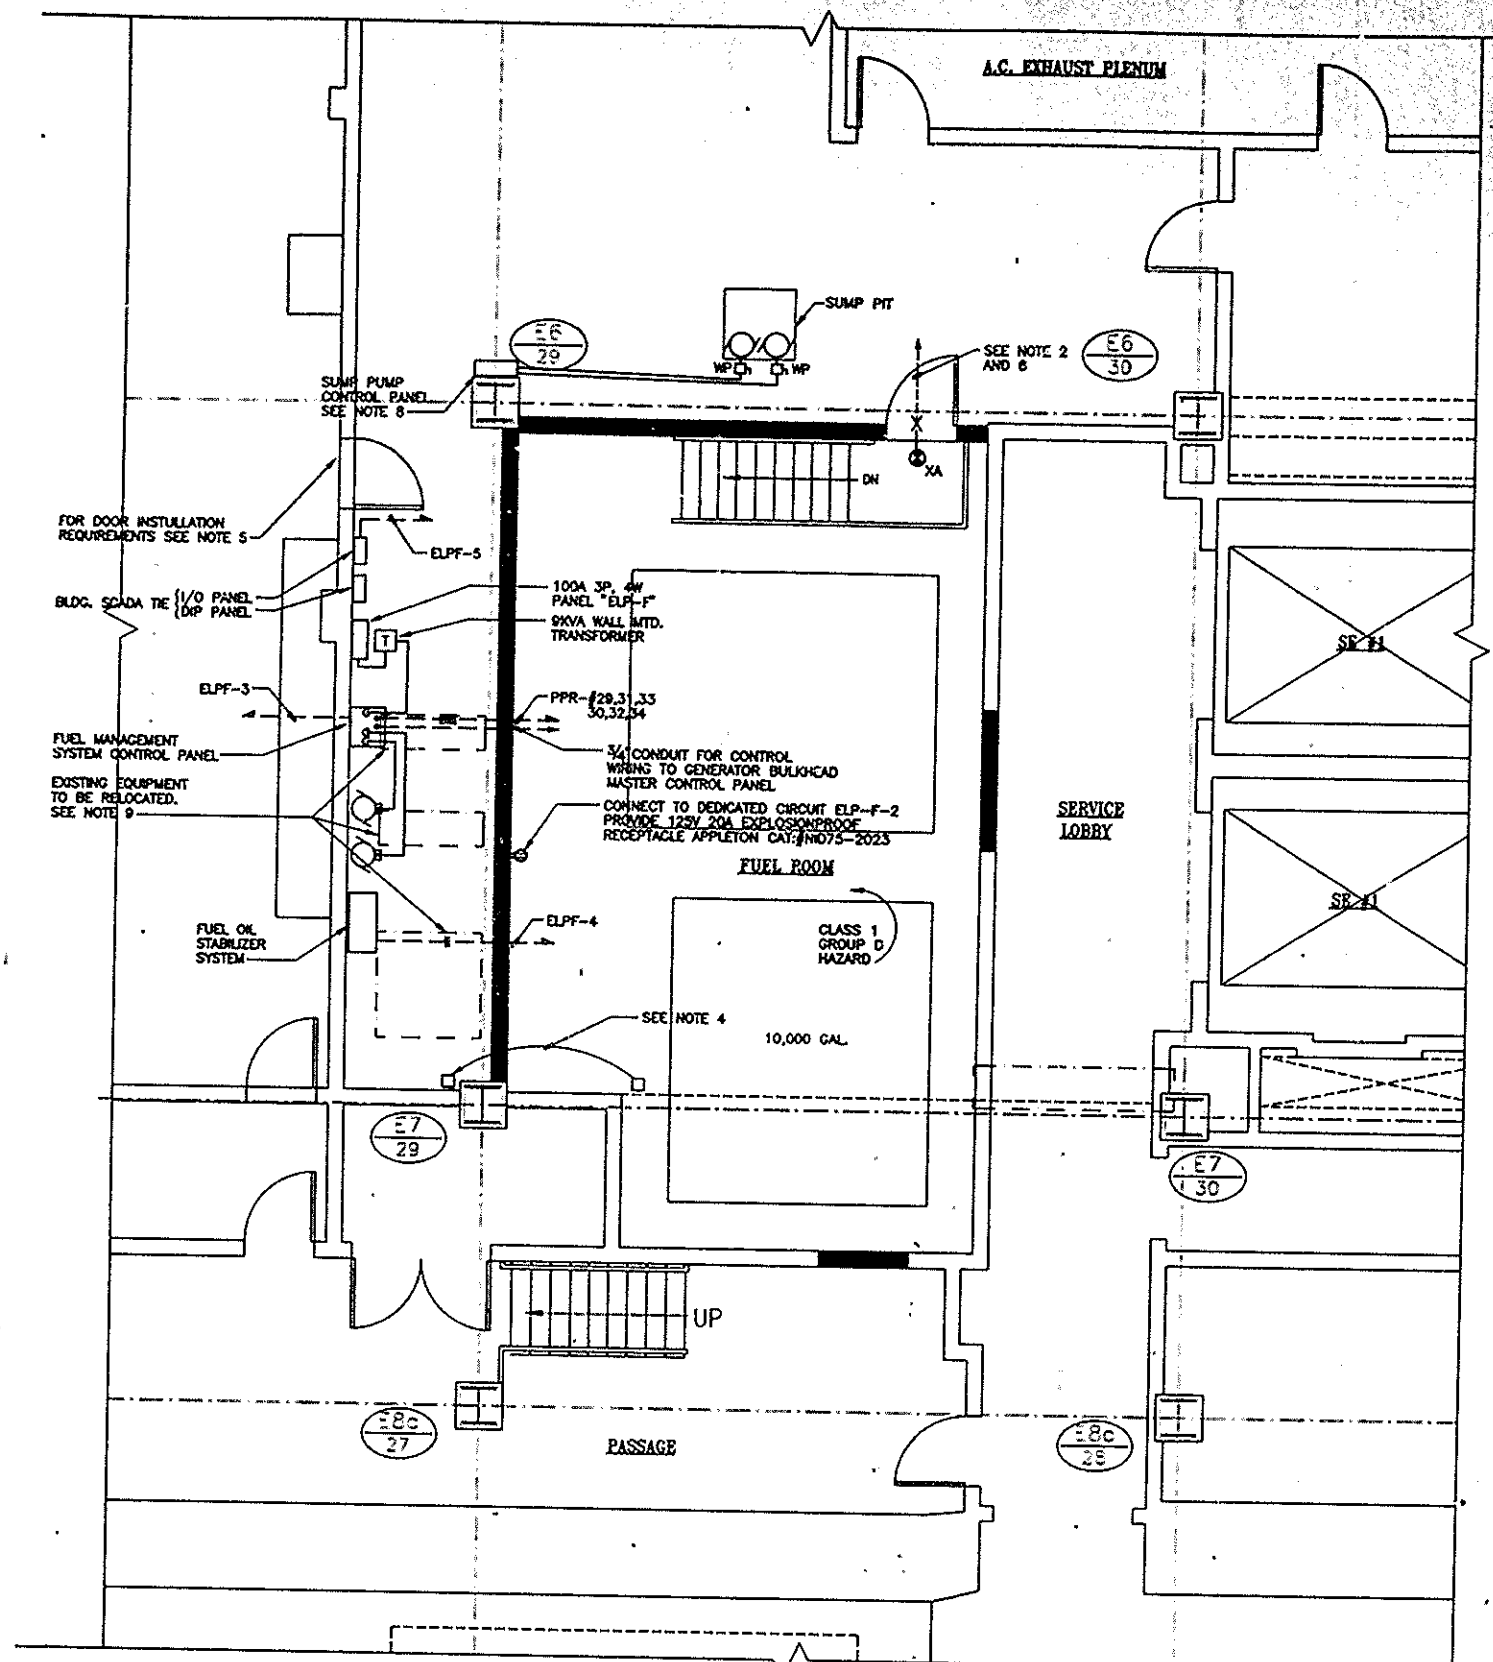 A.C. EXHAUST PLENUM
SUMP PIT
E6
29
WP
WP
SEE NOTE 2
AND 6
E6
30
SUMP PUMP
CONTROL PANEL
SEE NOTE 8
XA
DN
FOR DOOR INSTULLATION
REQUIREMENTS SEE NOTE 5
ELPF-5
BLDG. SCADA TIE
I/O PANEL
DIP PANEL
100A 3P, 4W
PANEL "ELP-F"
9KVA WALL MTD.
TRANSFORMER
T
SE #1
ELPF-3
PPR-#29,31,33
30,32,34
FUEL MANAGEMENT
SYSTEM CONTROL PANEL
3/4" CONDUIT FOR CONTROL
WIRING TO GENERATOR BULKHEAD
MASTER CONTROL PANEL
EXISTING EQUIPMENT
TO BE RELOCATED.
SEE NOTE 9
CONNECT TO DEDICATED CIRCUIT ELP-F-2
PROVIDE 125V 20A EXPLOSIONPROOF
RECEPTACLE APPLETON CAT:#N1D75-2023
SERVICE
LOBBY
FUEL ROOM
SE #1
FUEL OIL
STABILIZER
SYSTEM
ELPF-4
CLASS 1
GROUP D
HAZARD
SEE NOTE 4
10,000 GAL.
E7
29
E7
30
UP
E8c
27
PASSAGE
E8c
28